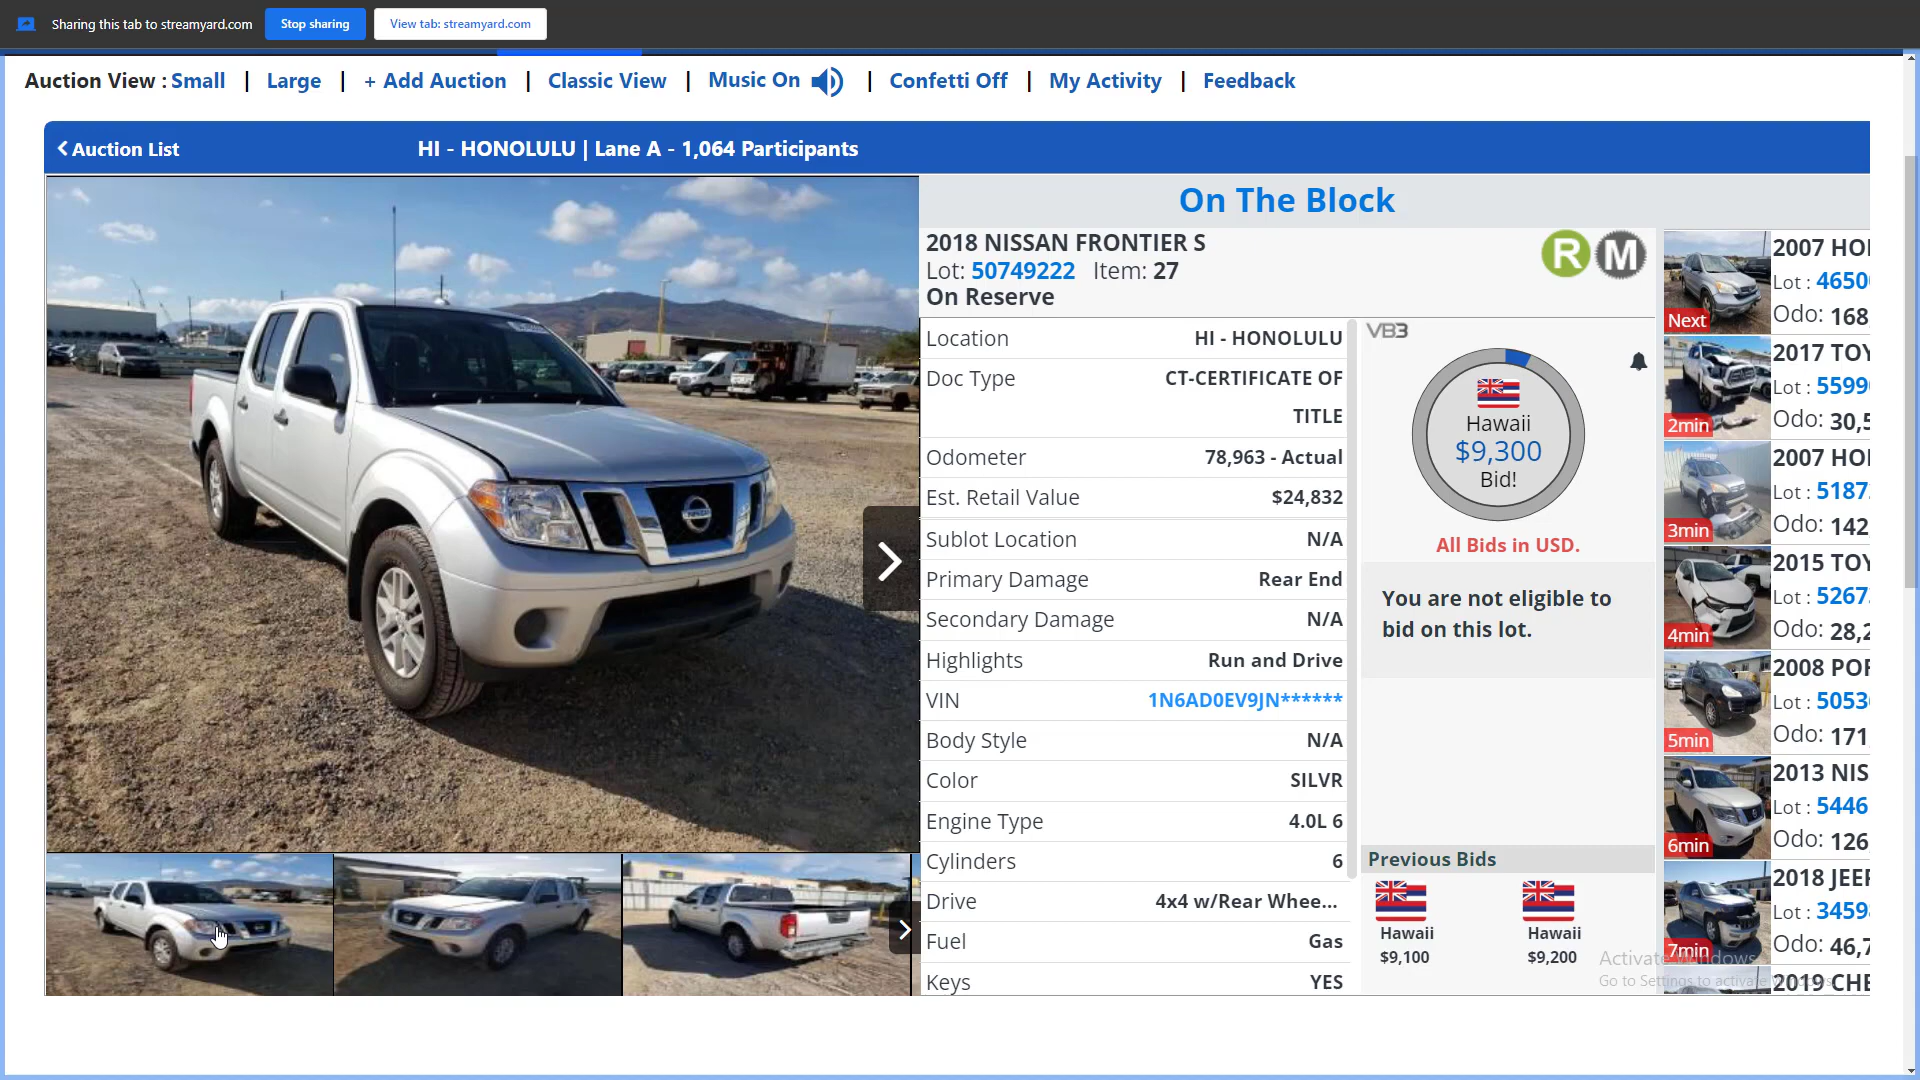 Sharing this tab to streamyard.com
Stop sharing
View tab: streamyard.com
Auction View : Small | Large | + Add Auction | Classic View | Music On | Confetti Off | My Activity | Feedback
Auction List
HI - HONOLULU | Lane A - 1,064 Participants
On The Block
2018 NISSAN FRONTIER S
Lot: 50749222 Item: 27
On Reserve
R M
Location HI - HONOLULU
Doc Type CT-CERTIFICATE OF
TITLE
Odometer 78,963 - Actual
Est. Retail Value $24,832
Sublot Location N/A
Primary Damage Rear End
Secondary Damage N/A
Highlights Run and Drive
VIN 1N6AD0EV9JN******
Body Style N/A
Color SILVR
Engine Type 4.0L 6
Cylinders 6
Drive 4x4 w/Rear Whee...
Fuel Gas
Keys YES
VB3
Hawaii
$9,300
Bid!
All Bids in USD.
You are not eligible to
bid on this lot.
Previous Bids
Hawaii
$9,100
Hawaii
$9,200
Next
2007 HO
Lot : 4650
Odo: 168
2min
2017 TOY
Lot : 5599
Odo: 30,5
3min
2007 HO
Lot : 5187
Odo: 142
4min
2015 TOY
Lot : 5267
Odo: 28,2
5min
2008 POR
Lot : 5053
Odo: 171
6min
2013 NIS
Lot : 5446
Odo: 126
7min
2018 JEEP
Lot : 3459
Odo: 46,7
2019 CHE
Activate Windows
Go to Settings to activate Windows.